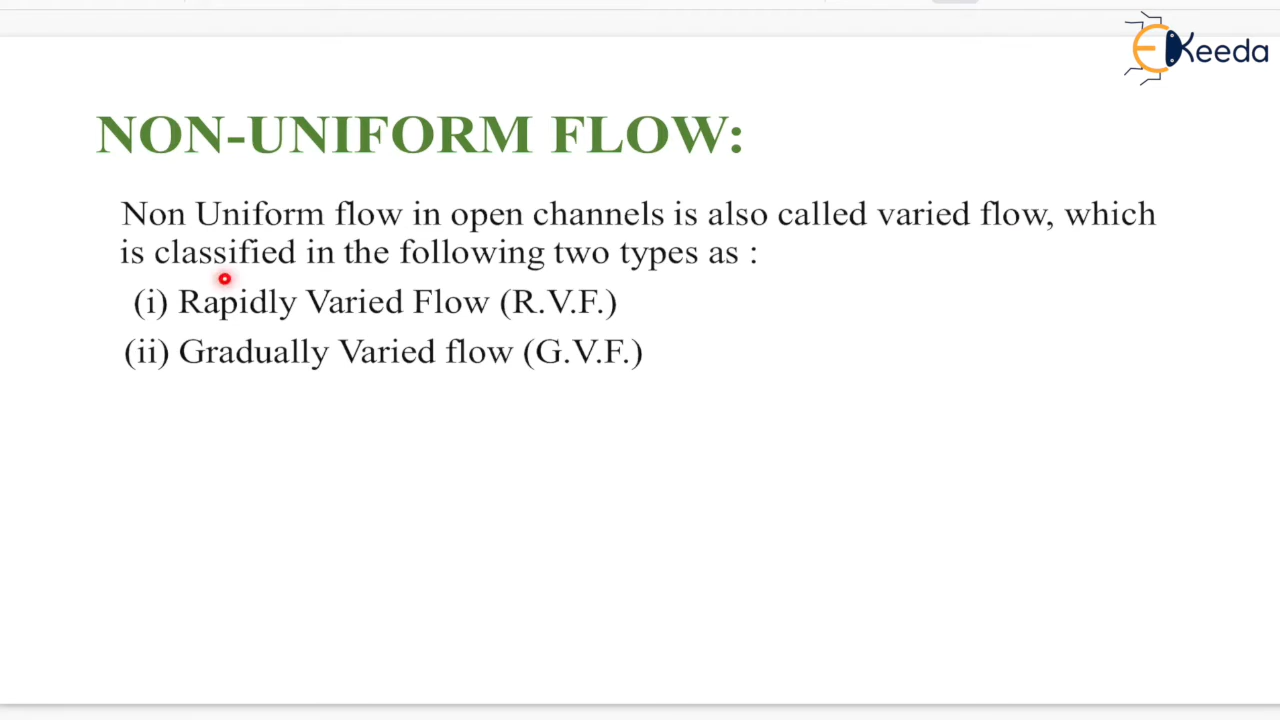 EKeeda
NON-UNIFORM FLOW:
Non Uniform flow in open channels is also called varied flow, which
is classified in the following two types as :
(i) Rapidly Varied Flow (R.V.F.)
(ii) Gradually Varied flow (G.V.F.)